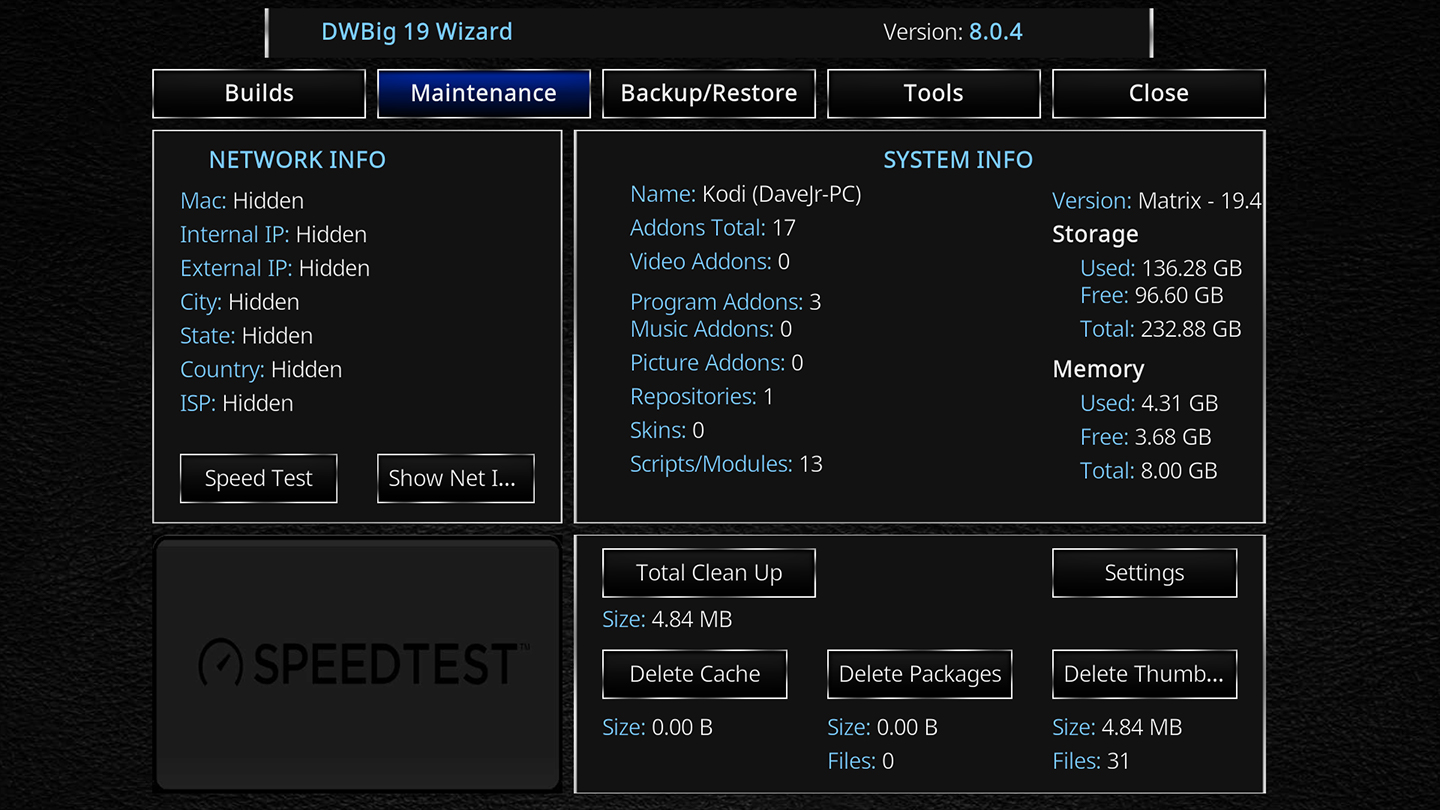 DWBig 19 Wizard Version: 8.0.4
Builds Maintenance Backup/Restore Tools Close
NETWORK INFO
Mac: Hidden
Internal IP: Hidden
External IP: Hidden
City: Hidden
State: Hidden
Country: Hidden
ISP: Hidden
Speed Test Show Net I...
SYSTEM INFO
Name: Kodi (DaveJr-PC)
Addons Total: 17
Video Addons: 0
Program Addons: 3
Music Addons: 0
Picture Addons: 0
Repositories: 1
Skins: 0
Scripts/Modules: 13
Version: Matrix - 19.4
Storage
Used: 136.28 GB
Free: 96.60 GB
Total: 232.88 GB
Memory
Used: 4.31 GB
Free: 3.68 GB
Total: 8.00 GB
SPEEDTEST™
Total Clean Up Settings
Size: 4.84 MB
Delete Cache Delete Packages Delete Thumb...
Size: 0.00 B Size: 0.00 B Size: 4.84 MB
Files: 0 Files: 31